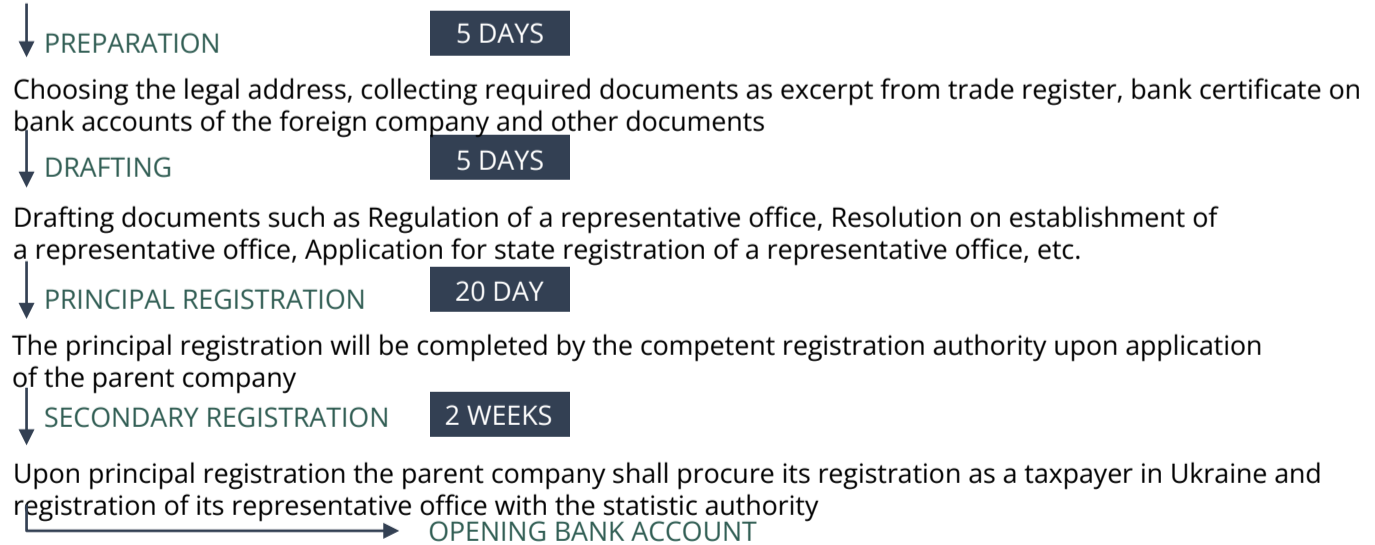 PREPARATION 5 DAYS
Choosing the legal address, collecting required documents as excerpt from trade register, bank certificate on
bank accounts of the foreign company and other documents
DRAFTING 5 DAYS
Drafting documents such as Regulation of a representative office, Resolution on establishment of
a representative office, Application for state registration of a representative office, etc.
PRINCIPAL REGISTRATION 20 DAY
The principal registration will be completed by the competent registration authority upon application
of the parent company
SECONDARY REGISTRATION 2 WEEKS
Upon principal registration the parent company shall procure its registration as a taxpayer in Ukraine and
registration of its representative office with the statistic authority
OPENING BANK ACCOUNT